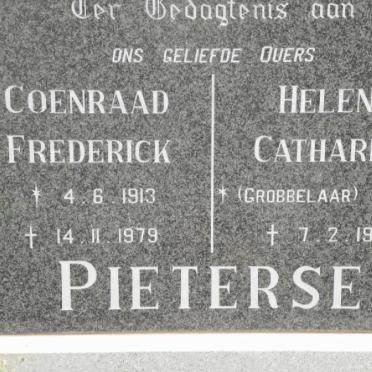 Ter Gedagtenis aan
ONS GELIEFDE OUERS
COENRAAD
FREDERICK
* 4.6.1913
† 14.11.1979
HELEN
CATHAR
* (GROBBELAAR)
† 7.2.19
PIETERSE